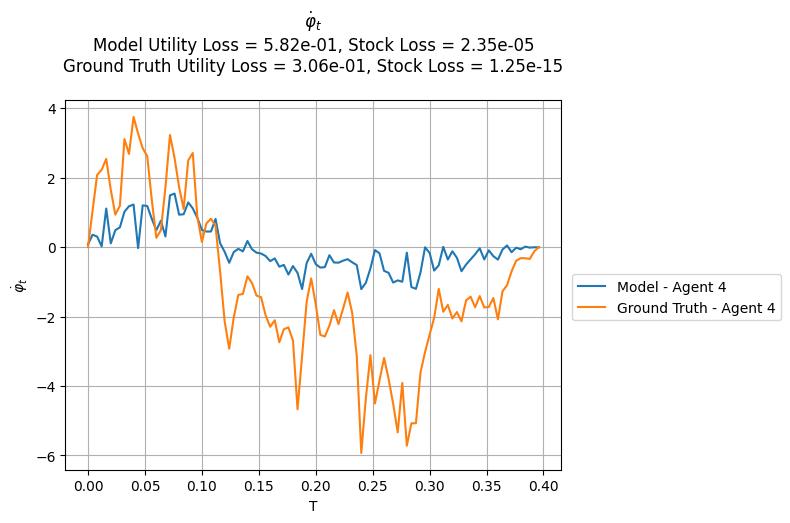 φ̇ₜ
Model Utility Loss = 5.82e-01, Stock Loss = 2.35e-05
Ground Truth Utility Loss = 3.06e-01, Stock Loss = 1.25e-15
4
2
0
−2
−4
−6
φ̇ₜ
0.00 0.05 0.10 0.15 0.20 0.25 0.30 0.35 0.40
T
Model - Agent 4
Ground Truth - Agent 4